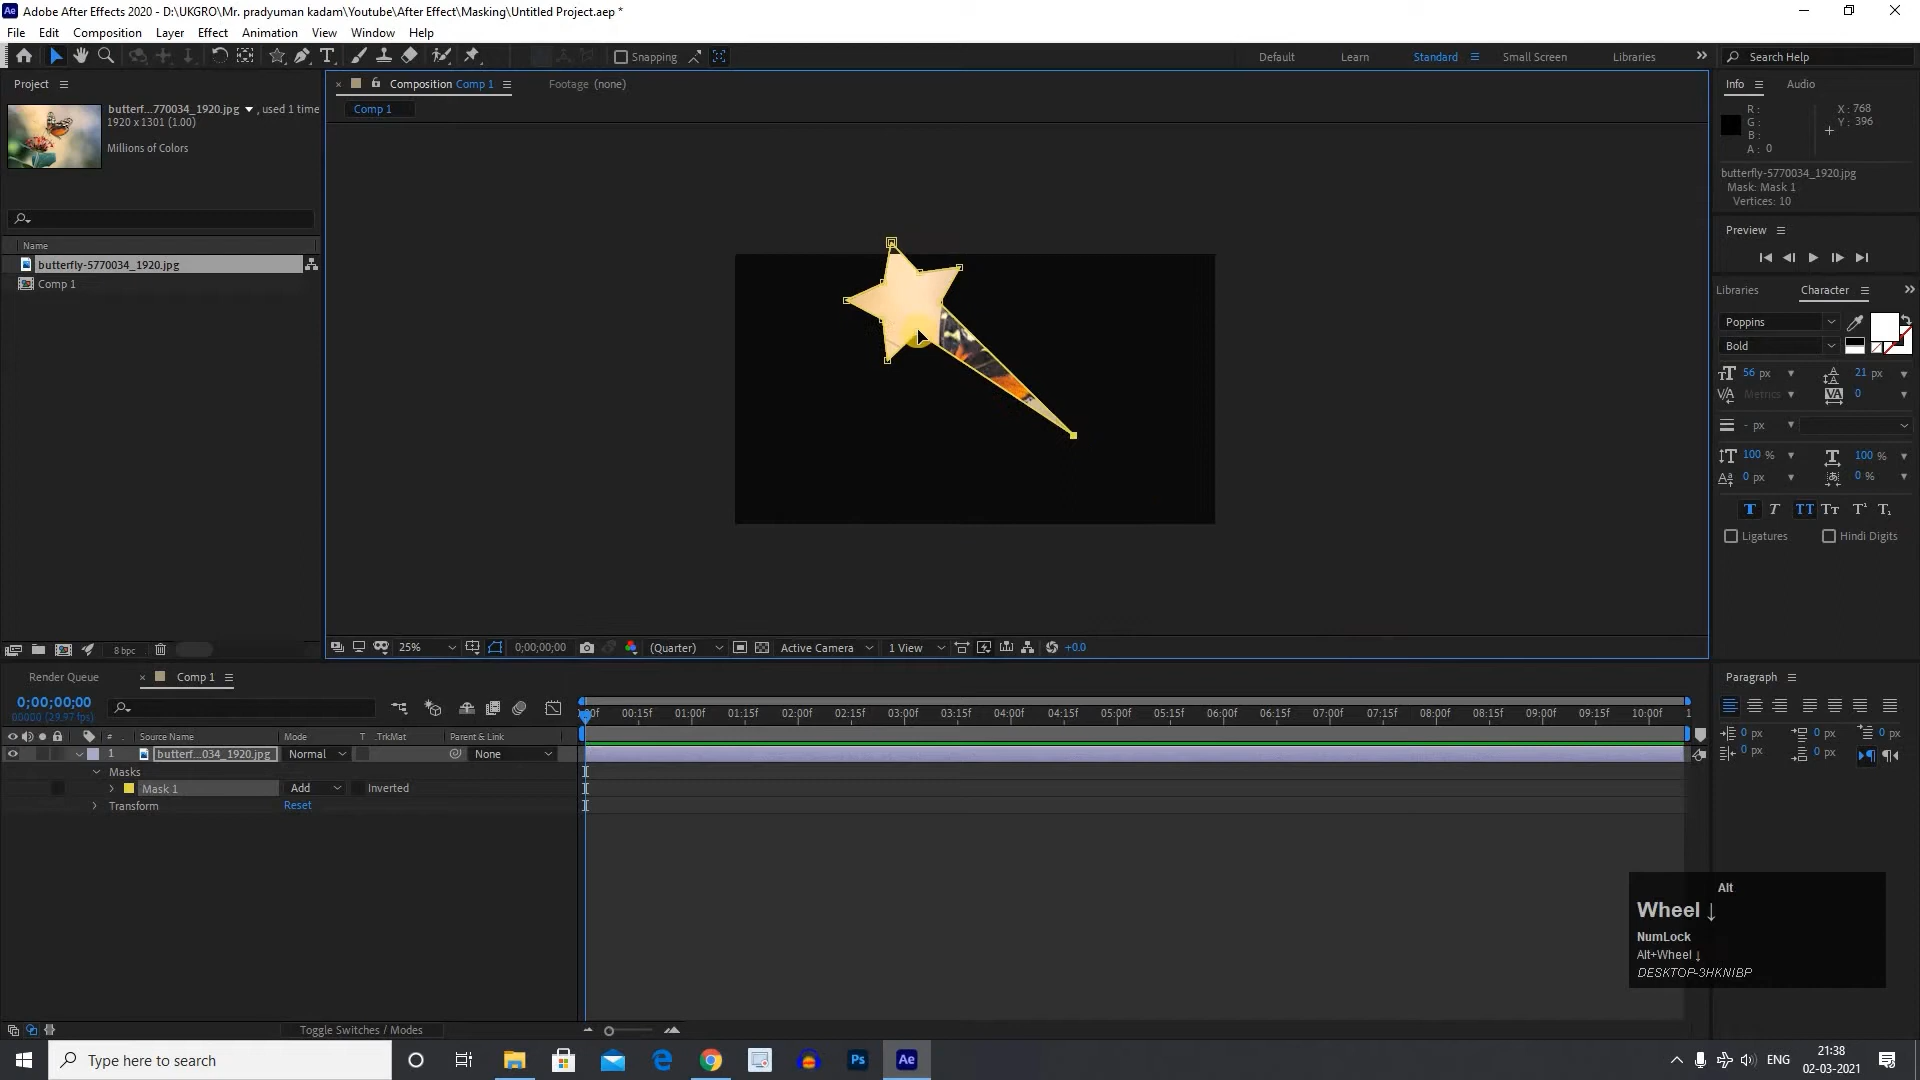 Adobe After Effects 2020 - D:\UKGRO\Mr. pradyuman kadam\Youtube\After Effect\Masking\Untitled Project.aep *
File Edit Composition Layer Effect Animation View Window Help
Snapping
Default Learn Standard Small Screen Libraries Search Help
Project
butterf...770034_1920.jpg , used 1 time
1920 x 1301 (1.00)
Millions of Colors
Name
butterfly-5770034_1920.jpg
Comp 1
8 bpc
Composition Comp 1
Footage (none)
Comp 1
25% 0;00;00;00 (Quarter) Active Camera 1 View +0.0
Info Audio
R : X : 768
G : Y : 396
B :
A : 0
butterfly-5770034_1920.jpg
Mask: Mask 1
Vertices: 10
Preview
Libraries Character
Poppins
Bold
56 px 21 px
Metrics 0
- px
100 % 100 %
0 px 0 %
T T TT Tт T¹ T₁
Ligatures Hindi Digits
Render Queue Comp 1
0;00;00;00
00000 (29.97 fps)
# Source Name Mode T .TrkMat Parent & Link
1 butterf...034_1920.jpg Normal None
Masks
Mask 1 Add Inverted
Transform Reset
00f 00:15f 01:00f 01:15f 02:00f 02:15f 03:00f 03:15f 04:00f 04:15f 05:00f 05:15f 06:00f 06:15f 07:00f 07:15f 08:00f 08:15f 09:00f 09:15f 10:00f 1
Toggle Switches / Modes
Paragraph
0 px 0 px 0 px
0 px 0 px
Alt
Wheel ↓
NumLock
Alt+Wheel ↓
DESKTOP-3HKNIBP
Type here to search
Ps Ae
ENG
21:38
02-03-2021